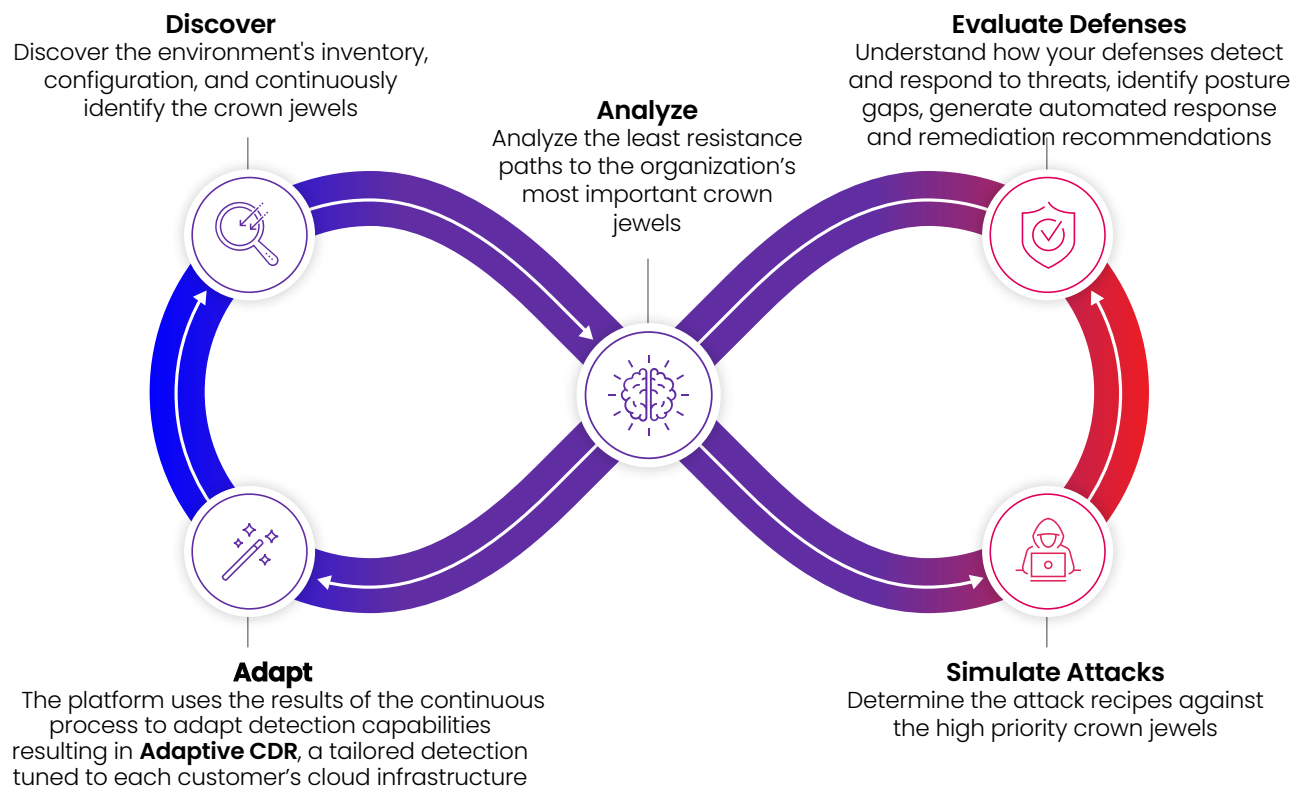 Discover
Discover the environment's inventory,
configuration, and continuously
identify the crown jewels
Analyze
Analyze the least resistance
paths to the organization’s
most important crown
jewels
Evaluate Defenses
Understand how your defenses detect
and respond to threats, identify posture
gaps, generate automated response
and remediation recommendations
Adapt
The platform uses the results of the continuous
process to adapt detection capabilities
resulting in Adaptive CDR, a tailored detection
tuned to each customer’s cloud infrastructure
Simulate Attacks
Determine the attack recipes against
the high priority crown jewels